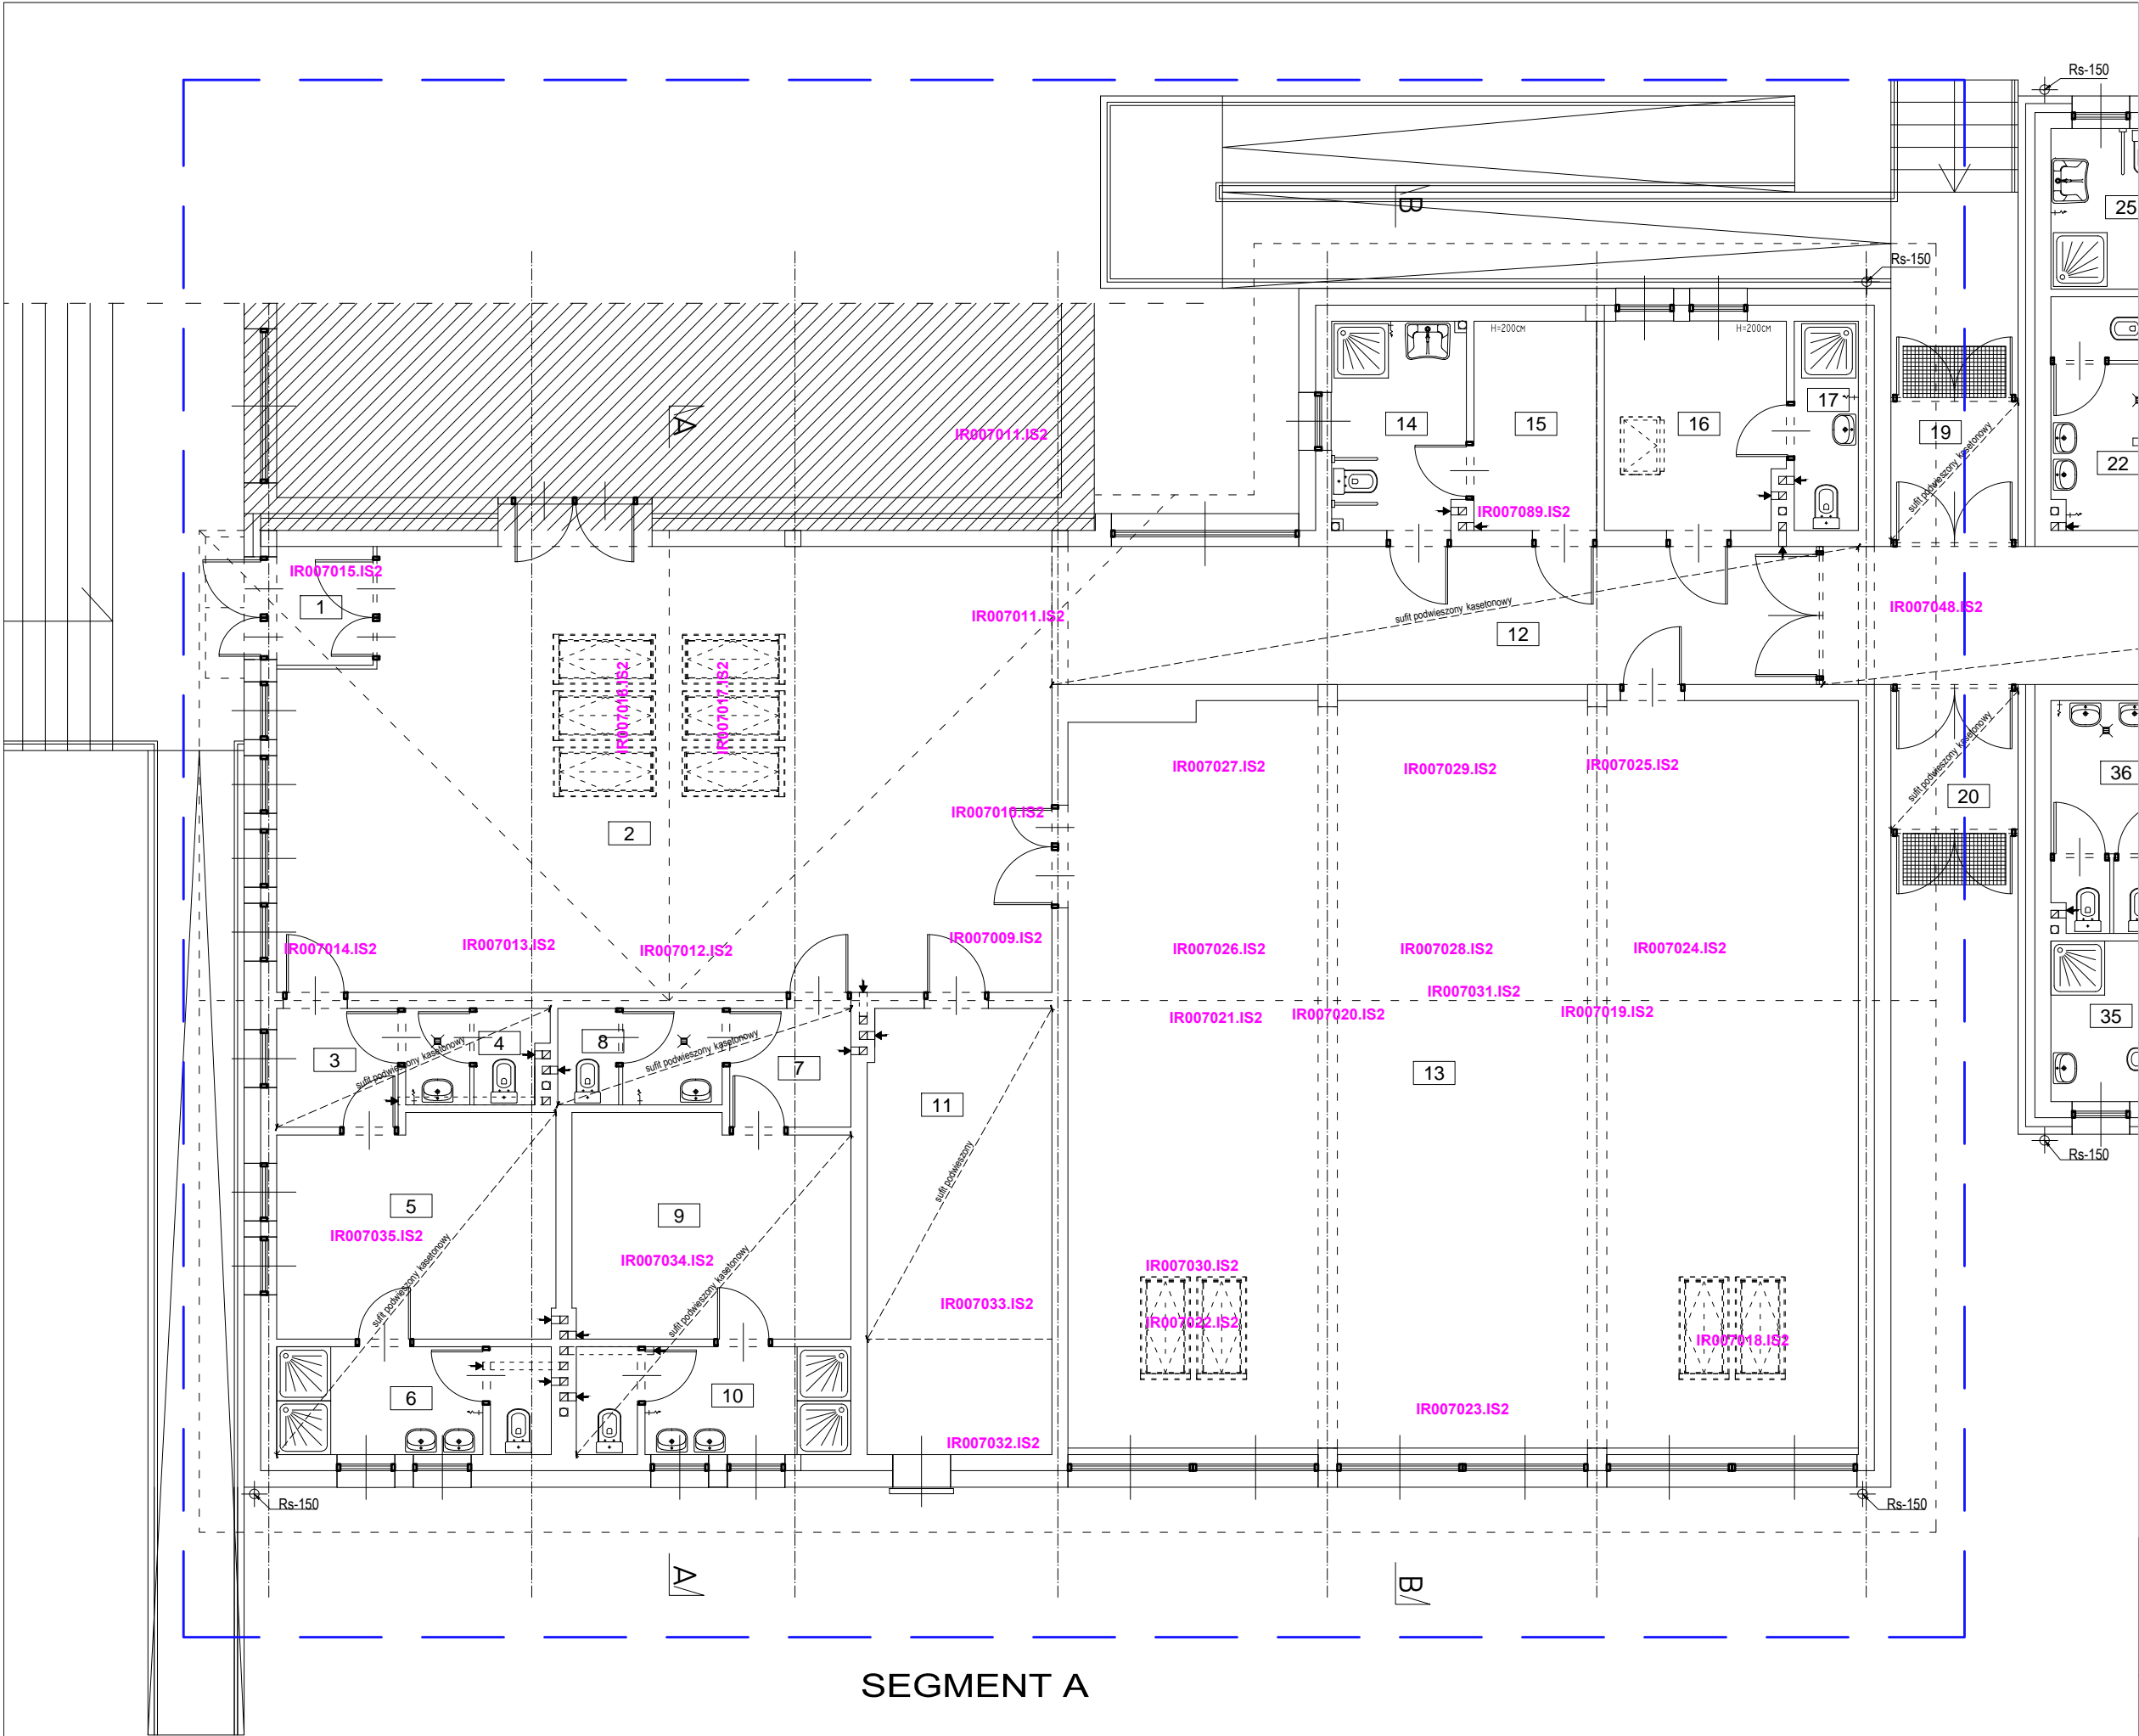 Rs-150
B
25
Rs-150
H=200CM
H=200CM
17
14
15
16
19
22
A
IR007011.IS2
sufit podwieszony kasetonowy
IR007089.IS2
IR007015.IS2
1
IR007011.IS2
sufit podwieszony kasetonowy
12
IR007048.IS2
IR007016.IS2
IR007017.IS2
IR007027.IS2
IR007029.IS2
IR007025.IS2
sufit podwieszony kasetonowy
36
20
IR007010.IS2
2
IR007014.IS2
IR007013.IS2
IR007012.IS2
IR007009.IS2
IR007026.IS2
IR007028.IS2
IR007024.IS2
IR007031.IS2
IR007021.IS2
IR007020.IS2
IR007019.IS2
35
3
4
8
7
sufit podwieszony kasetonowy
sufit podwieszony kasetonowy
13
11
Rs-150
sufit podwieszony
5
9
IR007035.IS2
IR007034.IS2
sufit podwieszony kasetonowy
sufit podwieszony kasetonowy
IR007030.IS2
IR007033.IS2
IR007022.IS2
IR007018.IS2
6
10
IR007023.IS2
IR007032.IS2
Rs-150
Rs-150
A
B
SEGMENT A